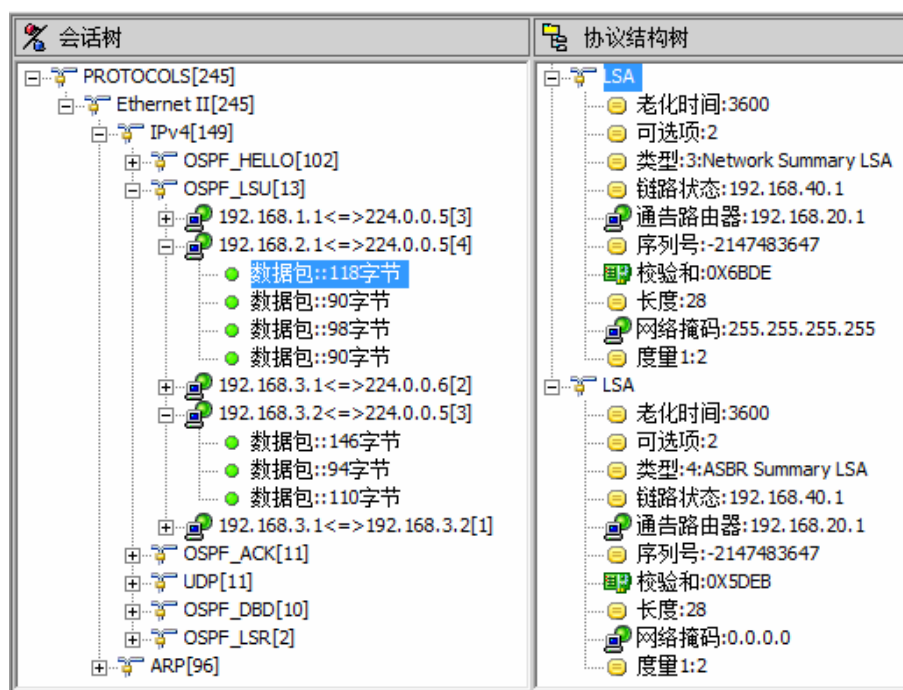 会话树
PROTOCOLS[245]
Ethernet II[245]
IPv4[149]
OSPF_HELLO[102]
OSPF_LSU[13]
192.168.1.1<=>224.0.0.5[3]
192.168.2.1<=>224.0.0.5[4]
数据包::118字节
数据包::90字节
数据包::98字节
数据包::90字节
192.168.3.1<=>224.0.0.6[2]
192.168.3.2<=>224.0.0.5[3]
数据包::146字节
数据包::94字节
数据包::110字节
192.168.3.1<=>192.168.3.2[1]
OSPF_ACK[11]
UDP[11]
OSPF_DBD[10]
OSPF_LSR[2]
ARP[96]
协议结构树
LSA
老化时间:3600
可选项:2
类型:3:Network Summary LSA
链路状态:192.168.40.1
通告路由器:192.168.20.1
序列号:-2147483647
校验和:0X6BDE
长度:28
网络掩码:255.255.255.255
度量1:2
LSA
老化时间:3600
可选项:2
类型:4:ASBR Summary LSA
链路状态:192.168.40.1
通告路由器:192.168.20.1
序列号:-2147483647
校验和:0X5DEB
长度:28
网络掩码:0.0.0.0
度量1:2